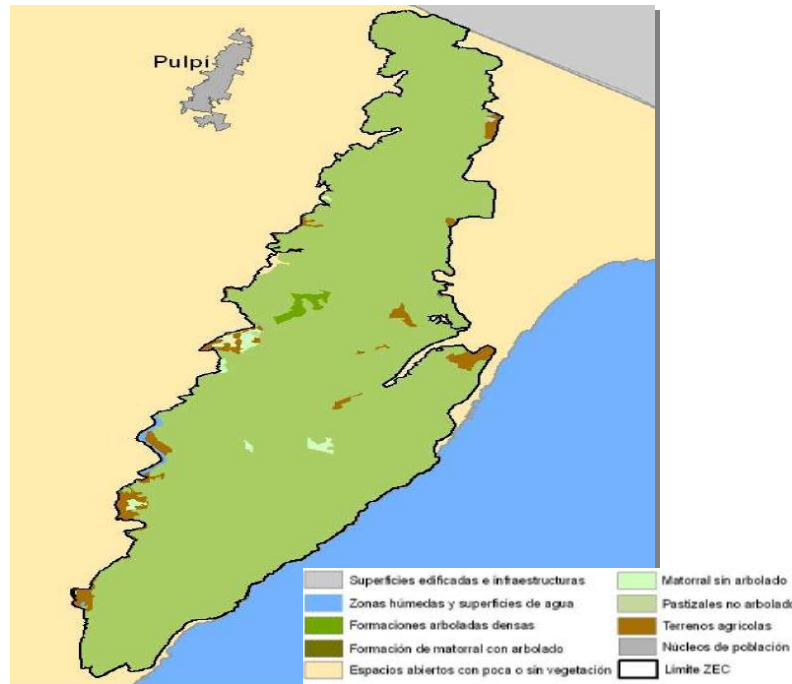 Pulpí
Superficies edificadas e infraestructuras
Zonas húmedas y superficies de agua
Formaciones arboladas densas
Formación de matorral con arbolado
Espacios abiertos con poca o sin vegetación
Matorral sin arbolado
Pastizales no arbolado
Terrenos agrícolas
Núcleos de población
Límite ZEC